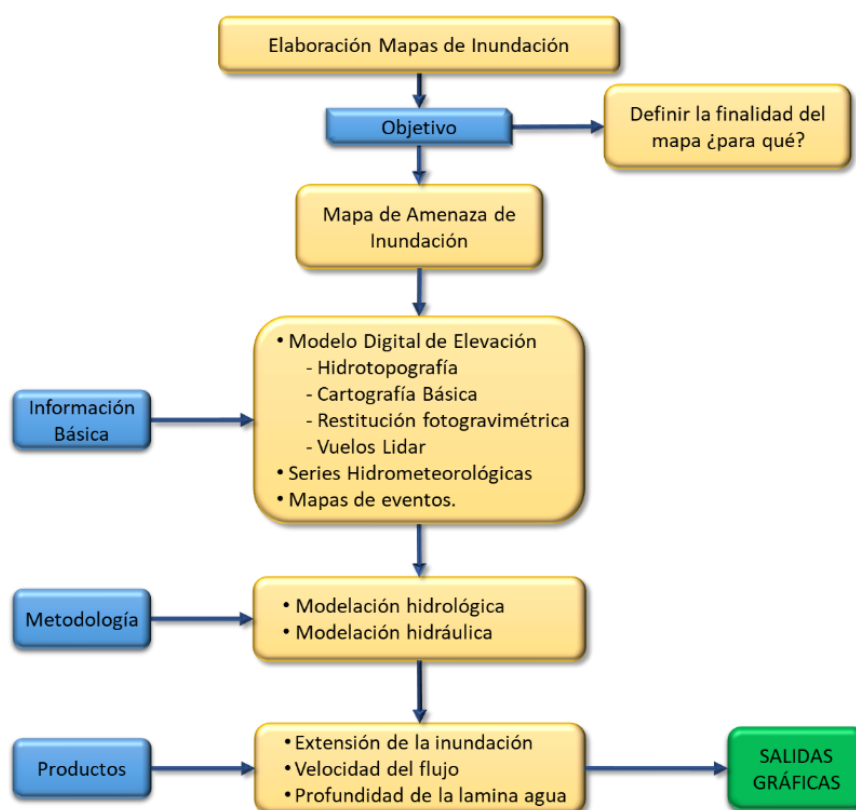 Elaboración Mapas de Inundación
Objetivo
Definir la finalidad del
mapa ¿para qué?
Mapa de Amenaza de
Inundación
Información
Básica
• Modelo Digital de Elevación
- Hidrotopografía
- Cartografía Básica
- Restitución fotogravimétrica
- Vuelos Lidar
• Series Hidrometeorológicas
• Mapas de eventos.
Metodología
• Modelación hidrológica
• Modelación hidráulica
Productos
• Extensión de la inundación
• Velocidad del flujo
• Profundidad de la lamina agua
SALIDAS
GRÁFICAS